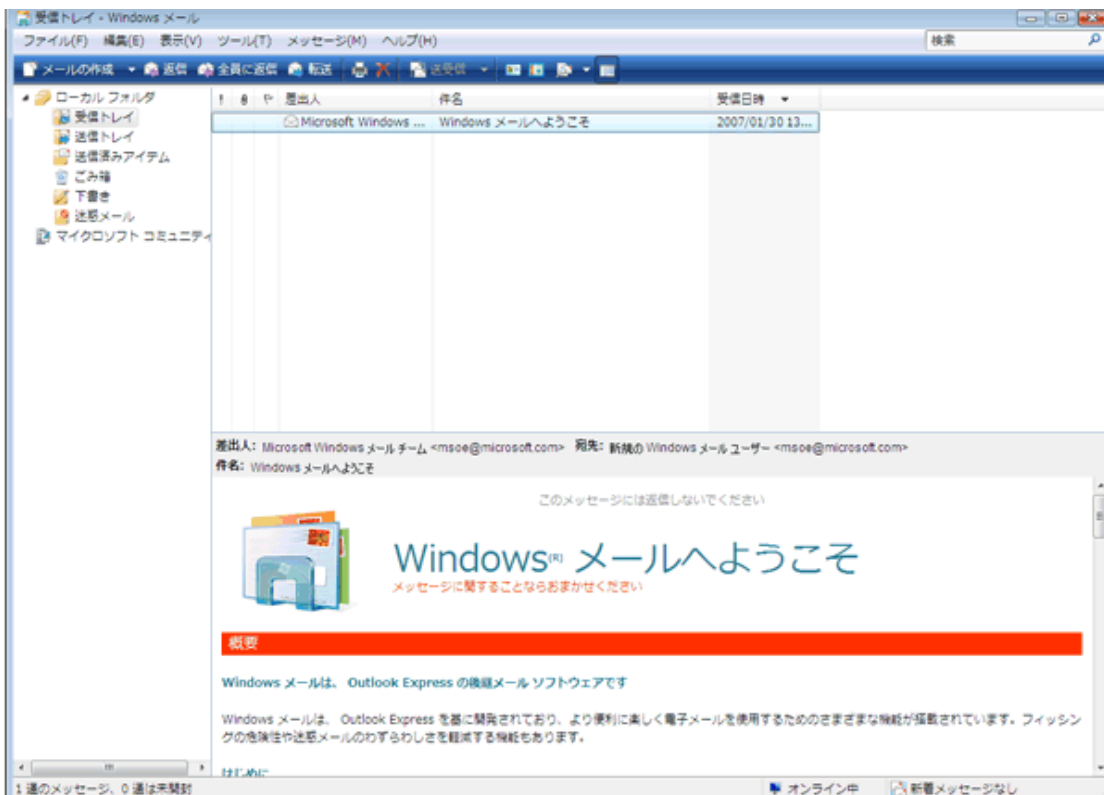 受信トレイ - Windows メール
ファイル(F) 編集(E) 表示(V) ツール(T) メッセージ(M) ヘルプ(H) 検索
メールの作成 返信 全員に返信 転送 送受信
ローカル フォルダ
受信トレイ
送信トレイ
送信済みアイテム
ごみ箱
下書き
迷惑メール
マイクロソフト コミュニティ
! 差出人 件名 受信日時
Microsoft Windows ... Windows メールへようこそ 2007/01/30 13...
差出人: Microsoft Windows メール チーム <msoe@microsoft.com> 宛先: 新規の Windows メール ユーザー <msoe@microsoft.com>
件名: Windows メールへようこそ
このメッセージには返信しないでください
Windows(R) メールへようこそ
メッセージに関することならおまかせください
概要
Windows メールは、 Outlook Express の後継メール ソフトウェアです
Windows メールは、 Outlook Express を基に開発されており、より便利に楽しく電子メールを使用するためのさまざまな機能が搭載されています。フィッシン
グの危険性や迷惑メールのわずらわしさを軽減する機能もあります。
はじめに
1 通のメッセージ、0 通は未開封 オンライン中 新着メッセージなし